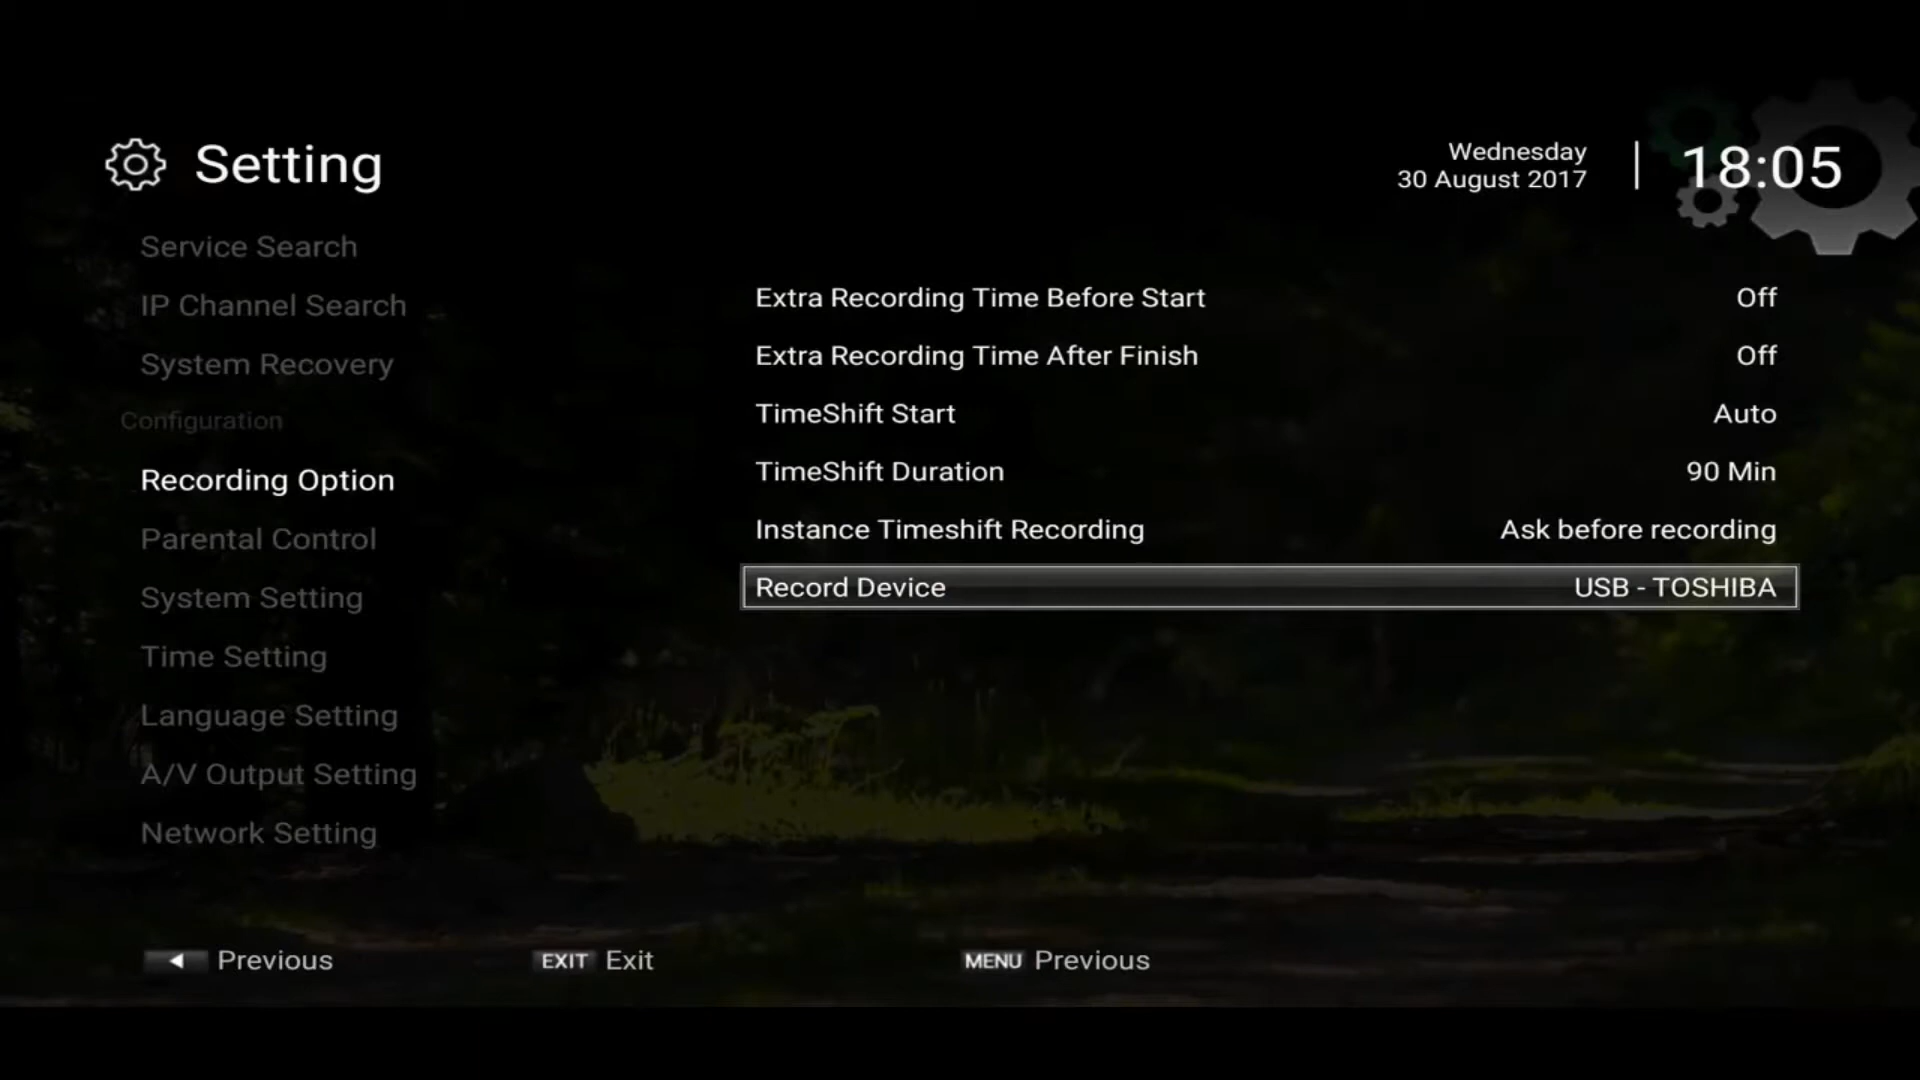 Setting
Wednesday
30 August 2017
18:05
Service Search
IP Channel Search
System Recovery
Configuration
Recording Option
Parental Control
System Setting
Time Setting
Language Setting
A/V Output Setting
Network Setting
Extra Recording Time Before Start Off
Extra Recording Time After Finish Off
TimeShift Start Auto
TimeShift Duration 90 Min
Instance Timeshift Recording Ask before recording
Record Device USB - TOSHIBA
Previous
EXIT Exit
MENU Previous